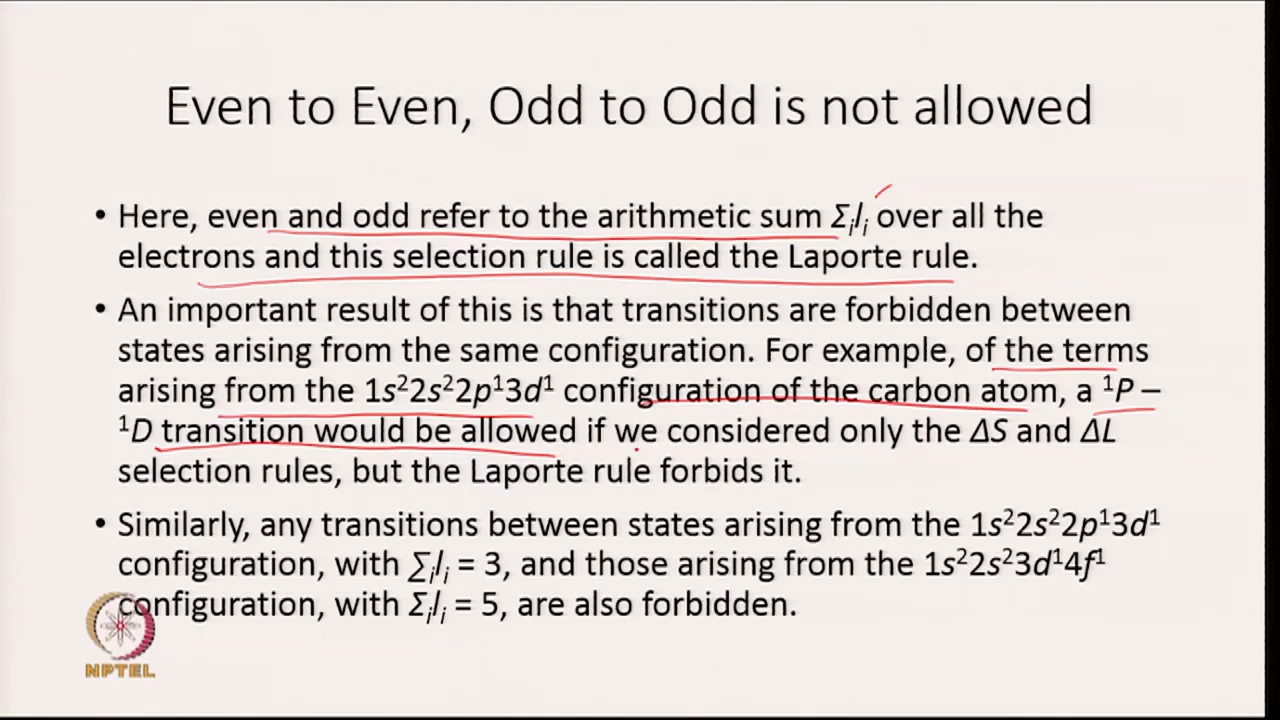 Even to Even, Odd to Odd is not allowed
• Here, even and odd refer to the arithmetic sum Σᵢlᵢ over all the
electrons and this selection rule is called the Laporte rule.
• An important result of this is that transitions are forbidden between
states arising from the same configuration. For example, of the terms
arising from the 1s²2s²2p¹3d¹ configuration of the carbon atom, a ¹P –
¹D transition would be allowed if we considered only the ΔS and ΔL
selection rules, but the Laporte rule forbids it.
• Similarly, any transitions between states arising from the 1s²2s²2p¹3d¹
configuration, with Σᵢlᵢ = 3, and those arising from the 1s²2s²3d¹4f¹
configuration, with Σᵢlᵢ = 5, are also forbidden.
NPTEL